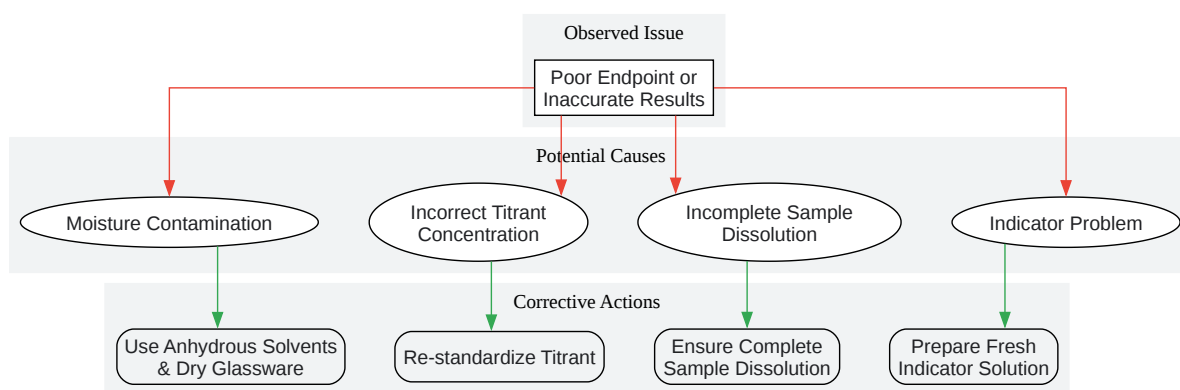 Observed Issue
Poor Endpoint or
Inaccurate Results
Potential Causes
Moisture Contamination
Incorrect Titrant
Concentration
Incomplete Sample
Dissolution
Indicator Problem
Corrective Actions
Use Anhydrous Solvents
& Dry Glassware
Re-standardize Titrant
Ensure Complete
Sample Dissolution
Prepare Fresh
Indicator Solution